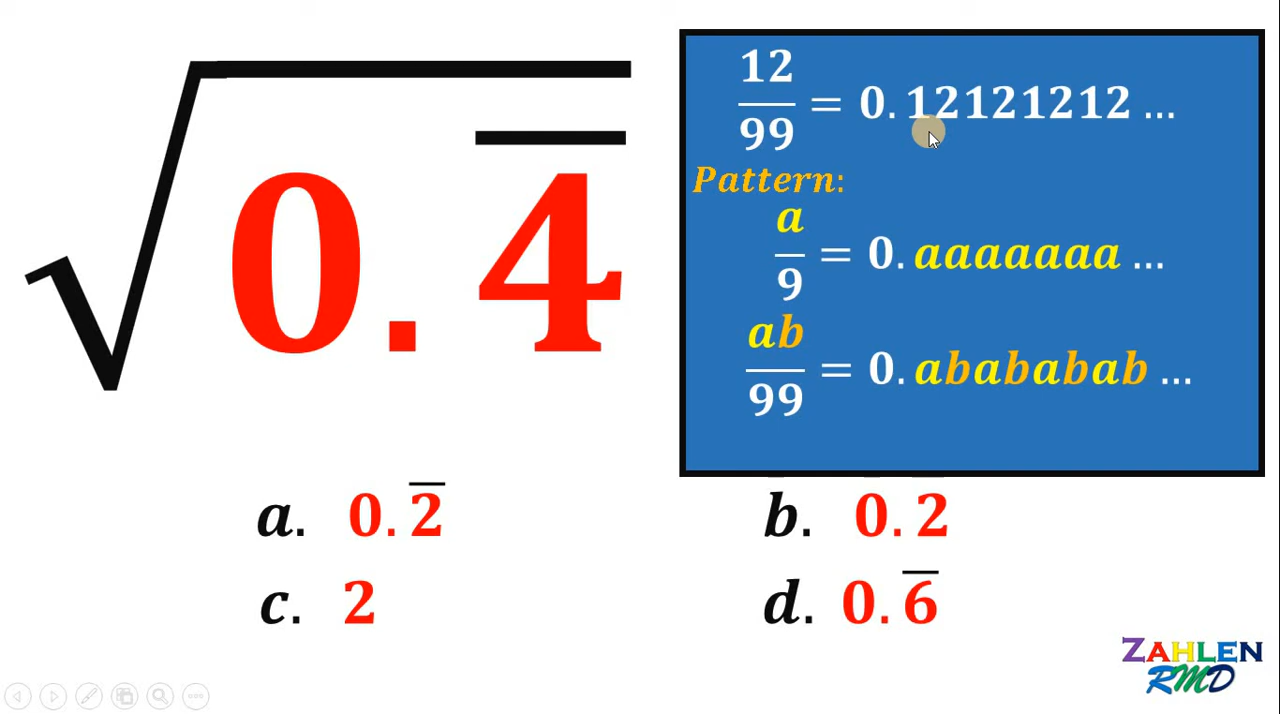 √0.4̅
12/99 = 0.12121212 ...
Pattern:
a/9 = 0.aaaaaaa ...
ab/99 = 0.abababab ...
a. 0.2̅
b. 0.2
c. 2
d. 0.6̅
ZAHLEN
RMD